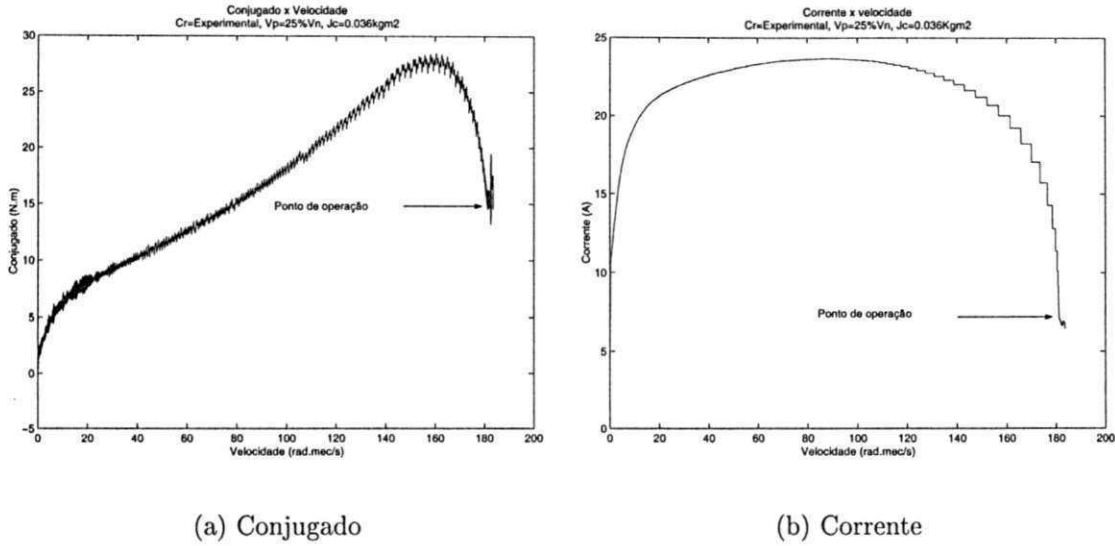 Conjugado x Velocidade
Cr=Experimental, Vp=25%Vn, Jc=0.036kgm2
30
25
20
15
10
5
0
−5
Conjugado (N.m)
Ponto de operação
0 20 40 60 80 100 120 140 160 180 200
Velocidade (rad.mec/s)
(a) Conjugado
Corrente x velocidade
Cr=Experimental, Vp=25%Vn, Jc=0.036Kgm2
25
20
15
10
5
0
Corrente (A)
Ponto de operação
0 20 40 60 80 100 120 140 160 180 200
Velocidade (rad.mec/s)
(b) Corrente